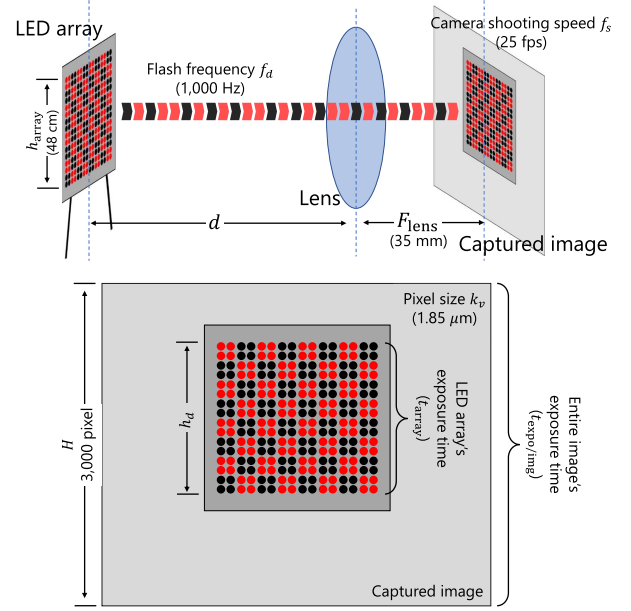 LED array
Camera shooting speed f_s
(25 fps)
Flash frequency f_d
(1,000 Hz)
h_array
(48 cm)
Lens
d
F_lens
(35 mm)
Captured image
Pixel size k_v
(1.85 μm)
H
3,000 pixel
h_d
LED array's
exposure time
(t_array)
Entire image's
exposure time
(t_expo/img)
Captured image